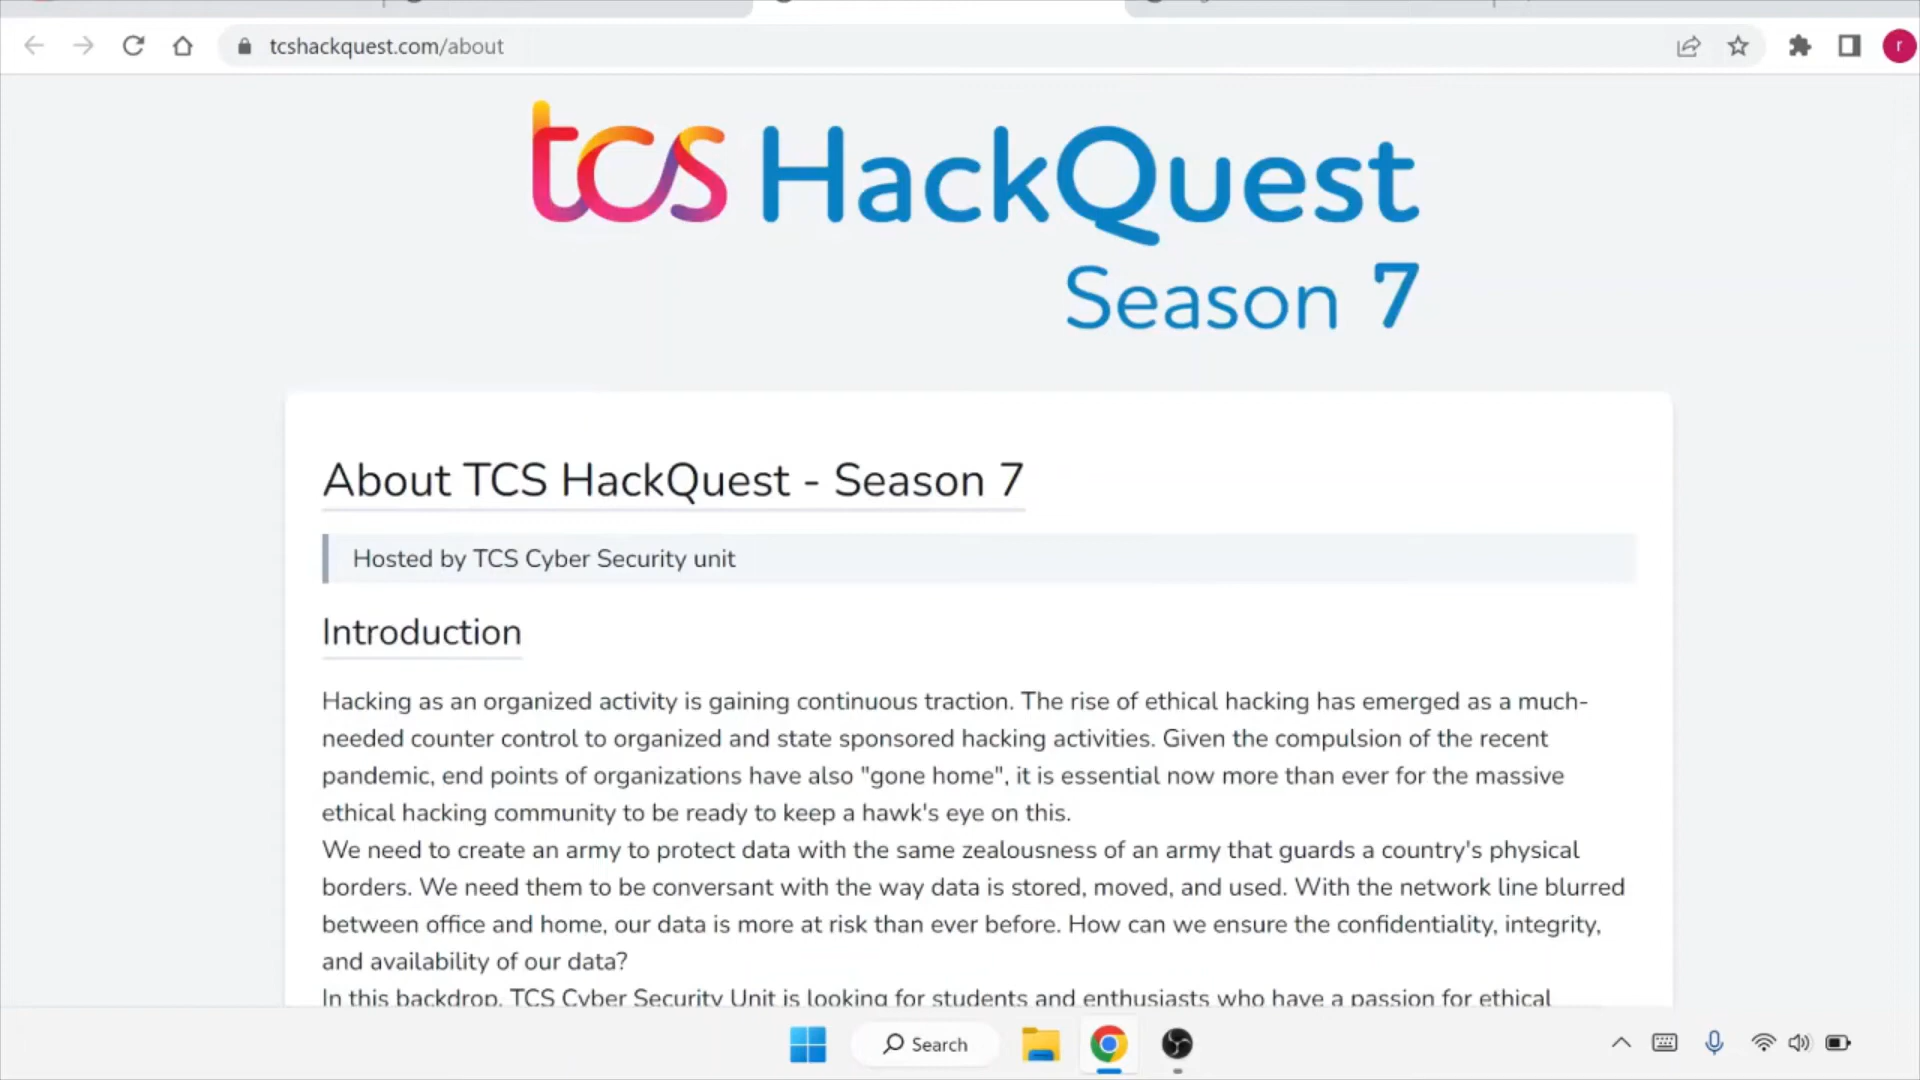 tcshackquest.com/about
r
tcs HackQuest
Season 7
About TCS HackQuest - Season 7
Hosted by TCS Cyber Security unit
Introduction
Hacking as an organized activity is gaining continuous traction. The rise of ethical hacking has emerged as a much-
needed counter control to organized and state sponsored hacking activities. Given the compulsion of the recent
pandemic, end points of organizations have also "gone home", it is essential now more than ever for the massive
ethical hacking community to be ready to keep a hawk's eye on this.
We need to create an army to protect data with the same zealousness of an army that guards a country's physical
borders. We need them to be conversant with the way data is stored, moved, and used. With the network line blurred
between office and home, our data is more at risk than ever before. How can we ensure the confidentiality, integrity,
and availability of our data?
In this backdrop, TCS Cyber Security Unit is looking for students and enthusiasts who have a passion for ethical
Search